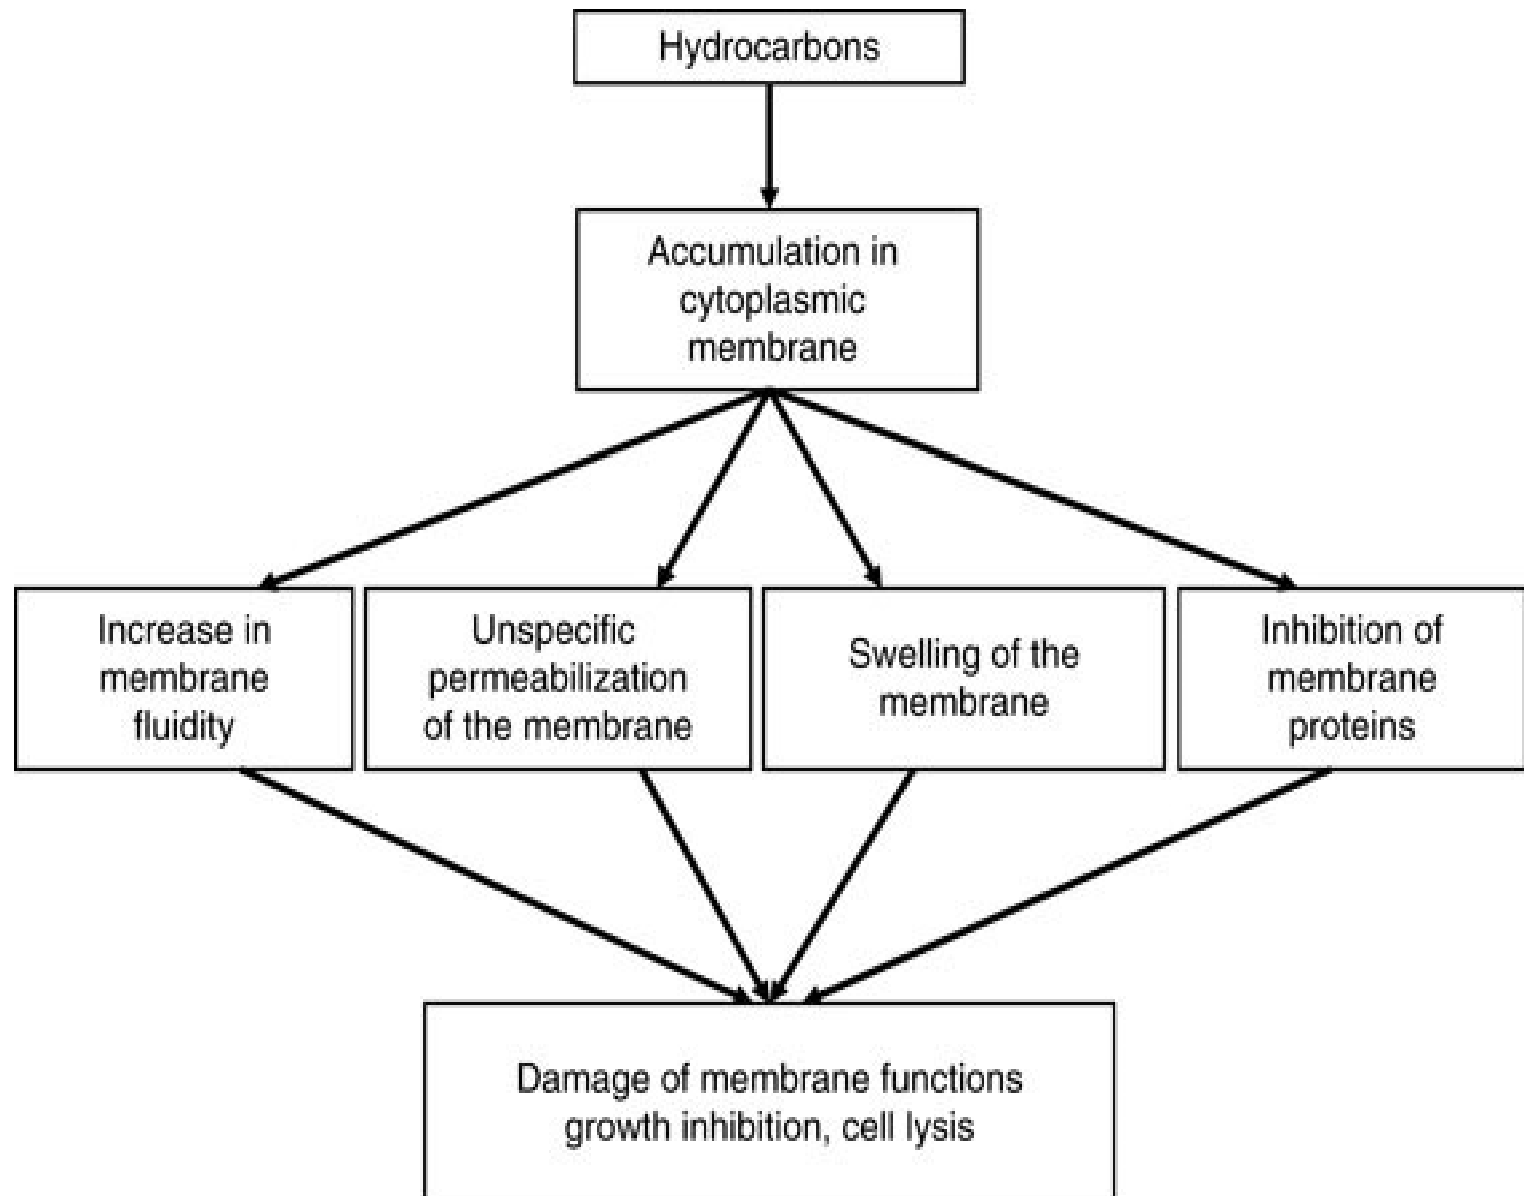 Hydrocarbons
Accumulation in
cytoplasmic
membrane
Increase in
membrane
fluidity
Unspecific
permeabilization
of the membrane
Swelling of the
membrane
Inhibition of
membrane
proteins
Damage of membrane functions
growth inhibition, cell lysis